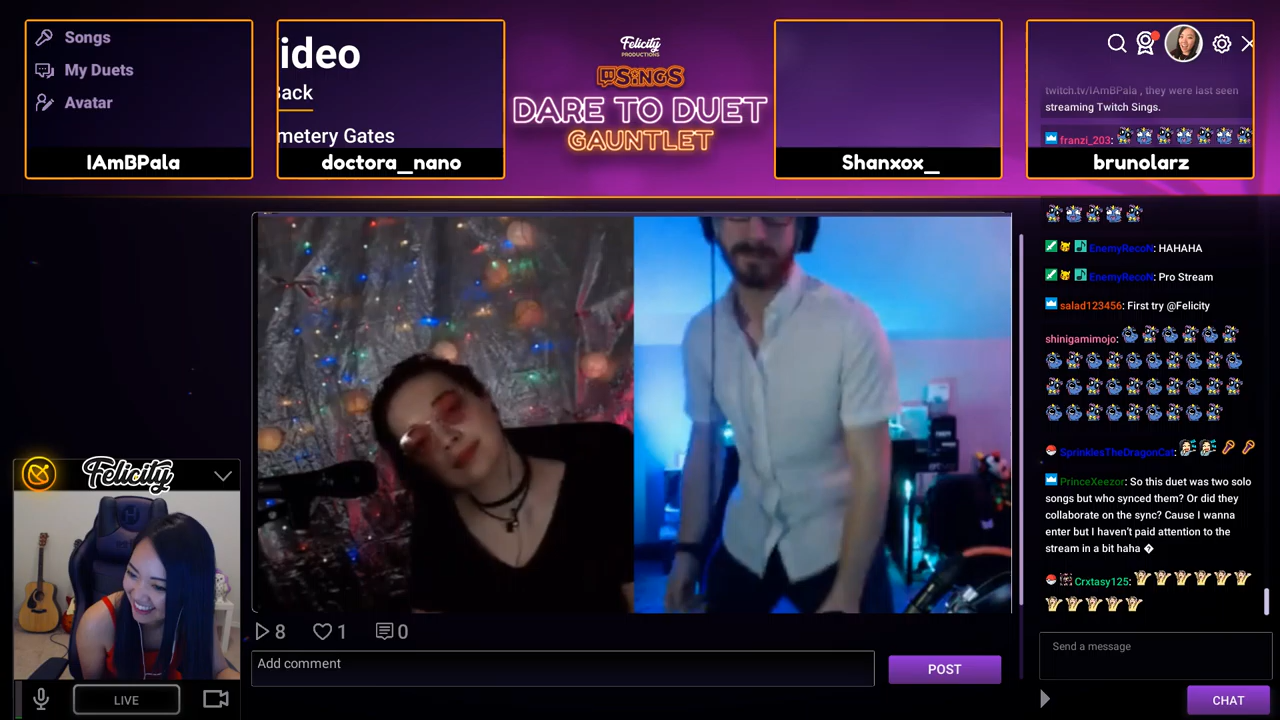 Songs
My Duets
Avatar
IAmBPala
ideo
ack
metery Gates
doctora__nano
Felicity
PRODUCTIONS
SINGS
DARE TO DUET
GAUNTLET
Shanxox_
twitch.tv/IAmBPala , they were last seen
streaming Twitch Sings.
franzi_203:
brunolarz
EnemyRecoN: HAHAHA
EnemyRecoN: Pro Stream
salad123456: First try @Felicity
shinigamimojo:
SprinklesTheDragonCat:
PrinceXeezor: So this duet was two solo
songs but who synced them? Or did they
collaborate on the sync? Cause I wanna
enter but I haven't paid attention to the
stream in a bit haha �
Crxtasy125:
Felicity
LIVE
8
1
0
Add comment
POST
Send a message
CHAT